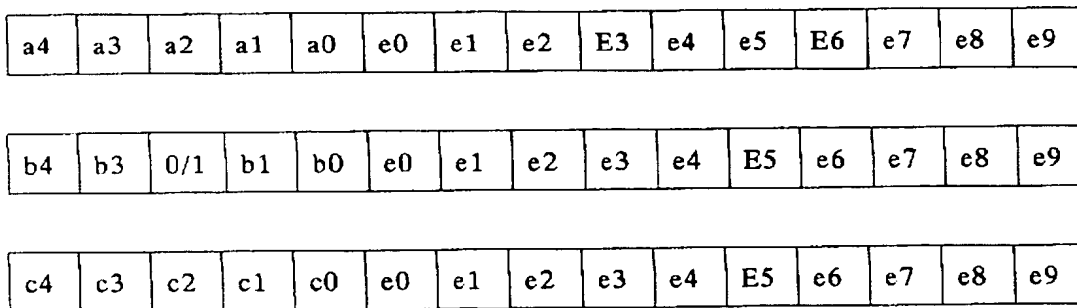 a4 a3 a2 a1 a0 e0 e1 e2 E3 e4 e5 E6 e7 e8 e9
b4 b3 0/1 b1 b0 e0 e1 e2 e3 e4 E5 e6 e7 e8 e9
c4 c3 c2 c1 c0 e0 e1 e2 e3 e4 E5 e6 e7 e8 e9